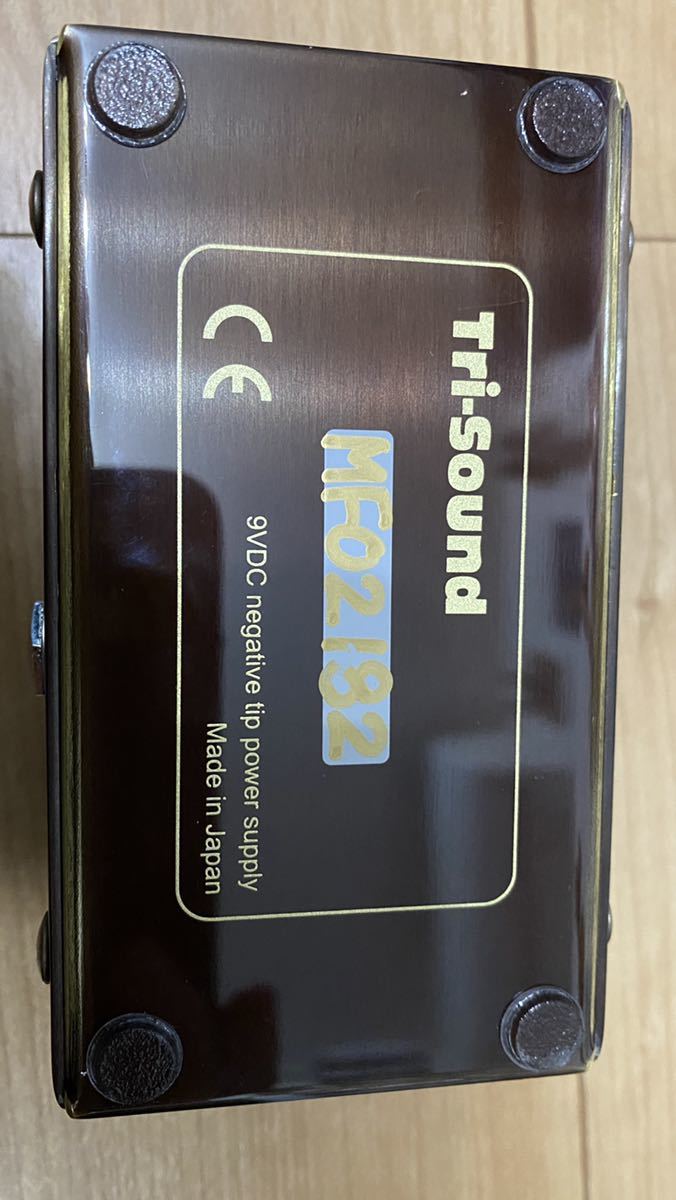 Tri-Sound
MF02182
CE
9VDC negative tip power supply
Made in Japan